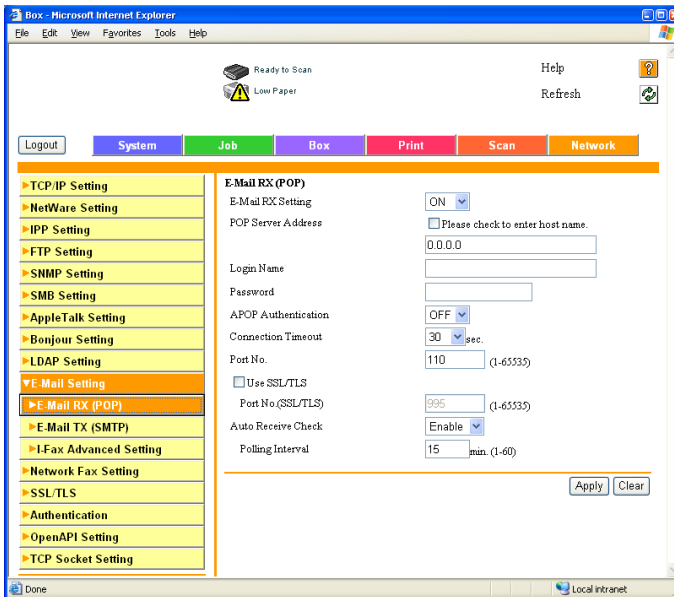 Box - Microsoft Internet Explorer
File Edit View Favorites Tools Help
Ready to Scan
Help
Low Paper
Refresh
Logout System Job Box Print Scan Network
TCP/IP Setting
NetWare Setting
IPP Setting
FTP Setting
SNMP Setting
SMB Setting
AppleTalk Setting
Bonjour Setting
LDAP Setting
E-Mail Setting
E-Mail RX (POP)
E-Mail TX (SMTP)
I-Fax Advanced Setting
Network Fax Setting
SSL/TLS
Authentication
OpenAPI Setting
TCP Socket Setting
E-Mail RX (POP)
E-Mail RX Setting ON
POP Server Address Please check to enter host name.
0.0.0.0
Login Name
Password
APOP Authentication OFF
Connection Timeout 30 sec.
Port No. 110 (1-65535)
Use SSL/TLS
Port No.(SSL/TLS) 995 (1-65535)
Auto Receive Check Enable
Polling Interval 15 min. (1-60)
Apply Clear
Done Local intranet